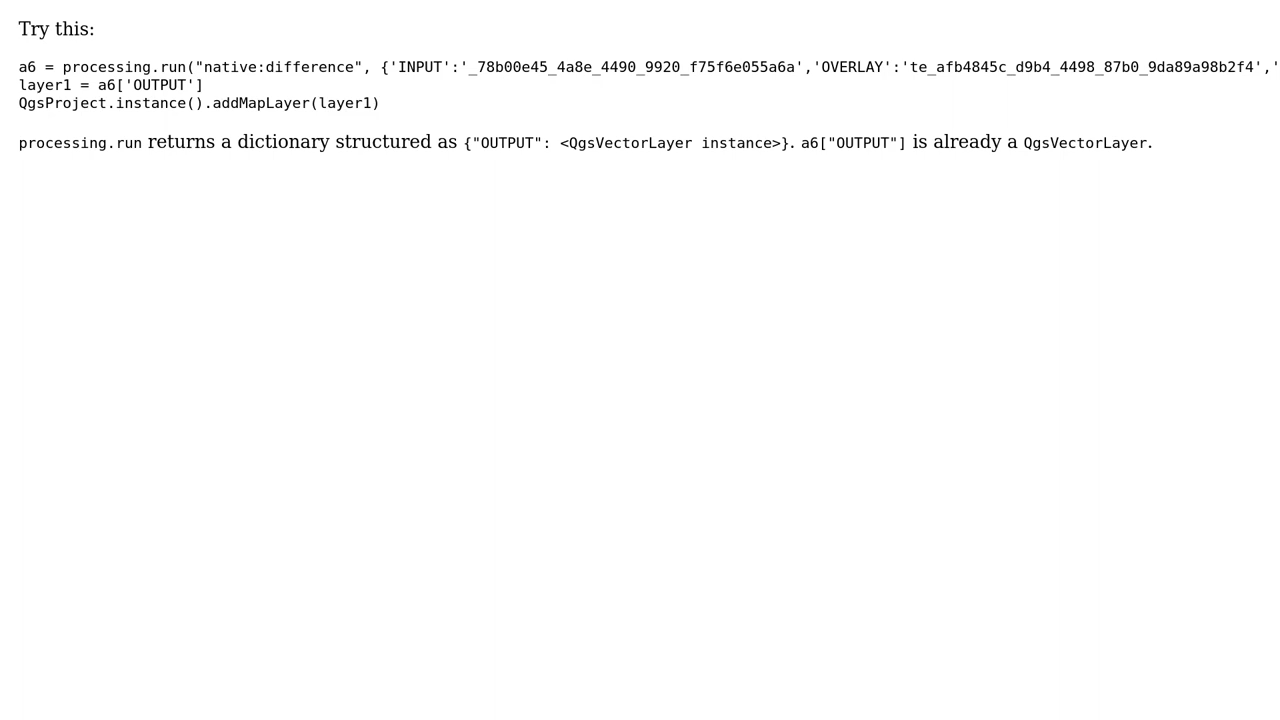 Try this:
a6 = processing.run("native:difference", {'INPUT':'_78b00e45_4a8e_4490_9920_f75f6e055a6a','OVERLAY':'te_afb4845c_d9b4_4498_87b0_9da89a98b2f4','
layer1 = a6['OUTPUT']
QgsProject.instance().addMapLayer(layer1)
processing.run returns a dictionary structured as {"OUTPUT": <QgsVectorLayer instance>}. a6["OUTPUT"] is already a QgsVectorLayer.